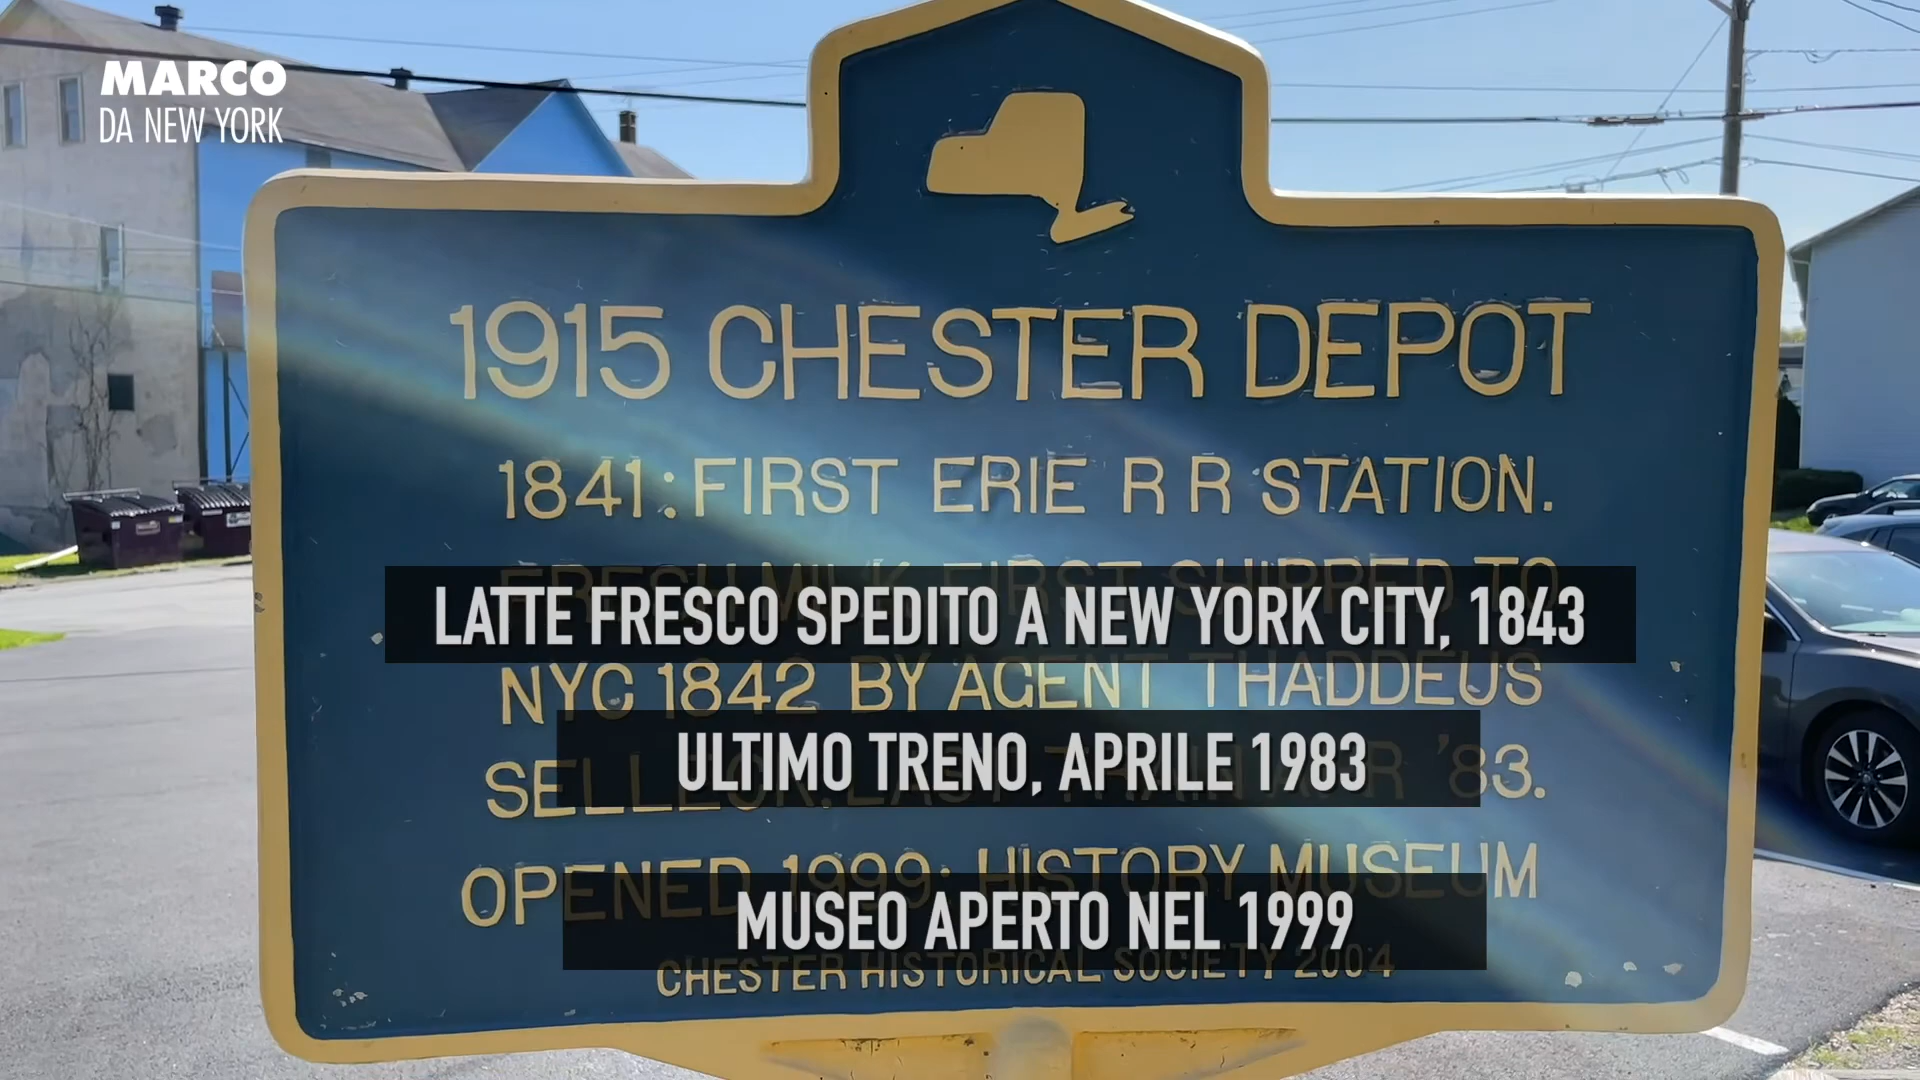 MARCO
DA NEW YORK
1915 CHESTER DEPOT
1841: FIRST ERIE R R STATION.
FRESH MILK FIRST SHIPPED TO
LATTE FRESCO SPEDITO A NEW YORK CITY, 1843
NYC 1842 BY AGENT THADDEUS
ULTIMO TRENO, APRILE 1983
SELLECK. LAST TRAIN APR '83.
OPENED 1999: HISTORY MUSEUM
MUSEO APERTO NEL 1999
CHESTER HISTORICAL SOCIETY 2004